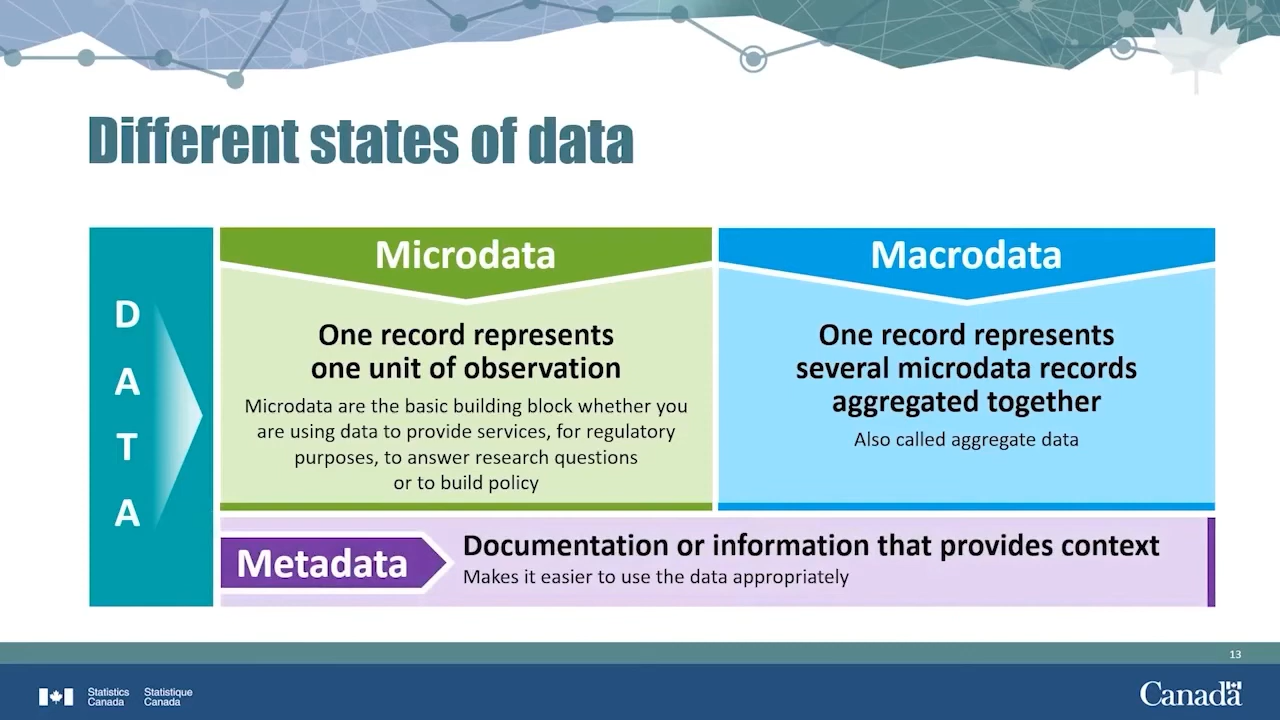 Different states of data
D
A
T
A
Microdata
One record represents
one unit of observation
Microdata are the basic building block whether you
are using data to provide services, for regulatory
purposes, to answer research questions
or to build policy
Macrodata
One record represents
several microdata records
aggregated together
Also called aggregate data
Metadata
Documentation or information that provides context
Makes it easier to use the data appropriately
13
Statistics
Canada
Statistique
Canada
Canada